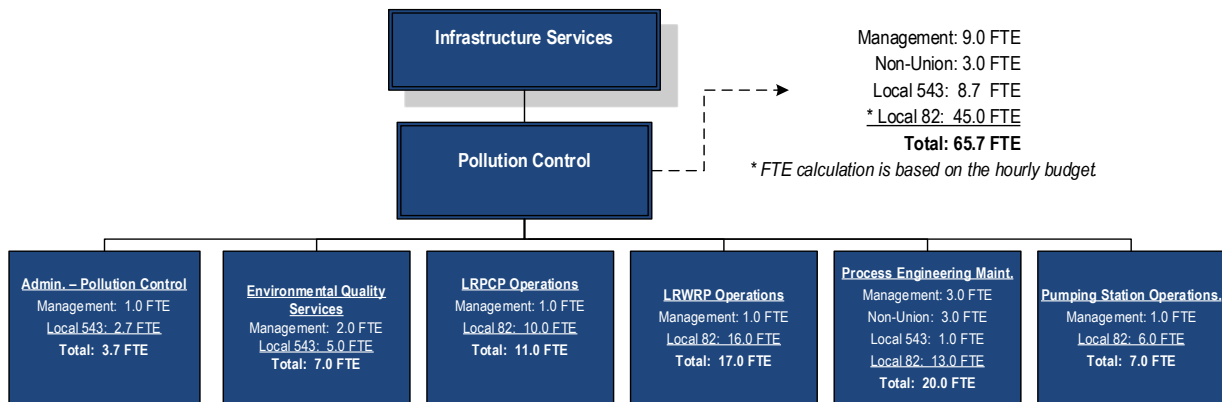 Infrastructure Services
Management: 9.0 FTE
Non-Union: 3.0 FTE
Local 543: 8.7 FTE
* Local 82: 45.0 FTE
Total: 65.7 FTE
* FTE calculation is based on the hourly budget.
Pollution Control
Admin. – Pollution Control
Management: 1.0 FTE
Local 543: 2.7 FTE
Total: 3.7 FTE
Environmental Quality
Services
Management: 2.0 FTE
Local 543: 5.0 FTE
Total: 7.0 FTE
LRPCP Operations
Management: 1.0 FTE
Local 82: 10.0 FTE
Total: 11.0 FTE
LRWRP Operations
Management: 1.0 FTE
Local 82: 16.0 FTE
Total: 17.0 FTE
Process Engineering Maint.
Management: 3.0 FTE
Non-Union: 3.0 FTE
Local 543: 1.0 FTE
Local 82: 13.0 FTE
Total: 20.0 FTE
Pumping Station Operations.
Management: 1.0 FTE
Local 82: 6.0 FTE
Total: 7.0 FTE